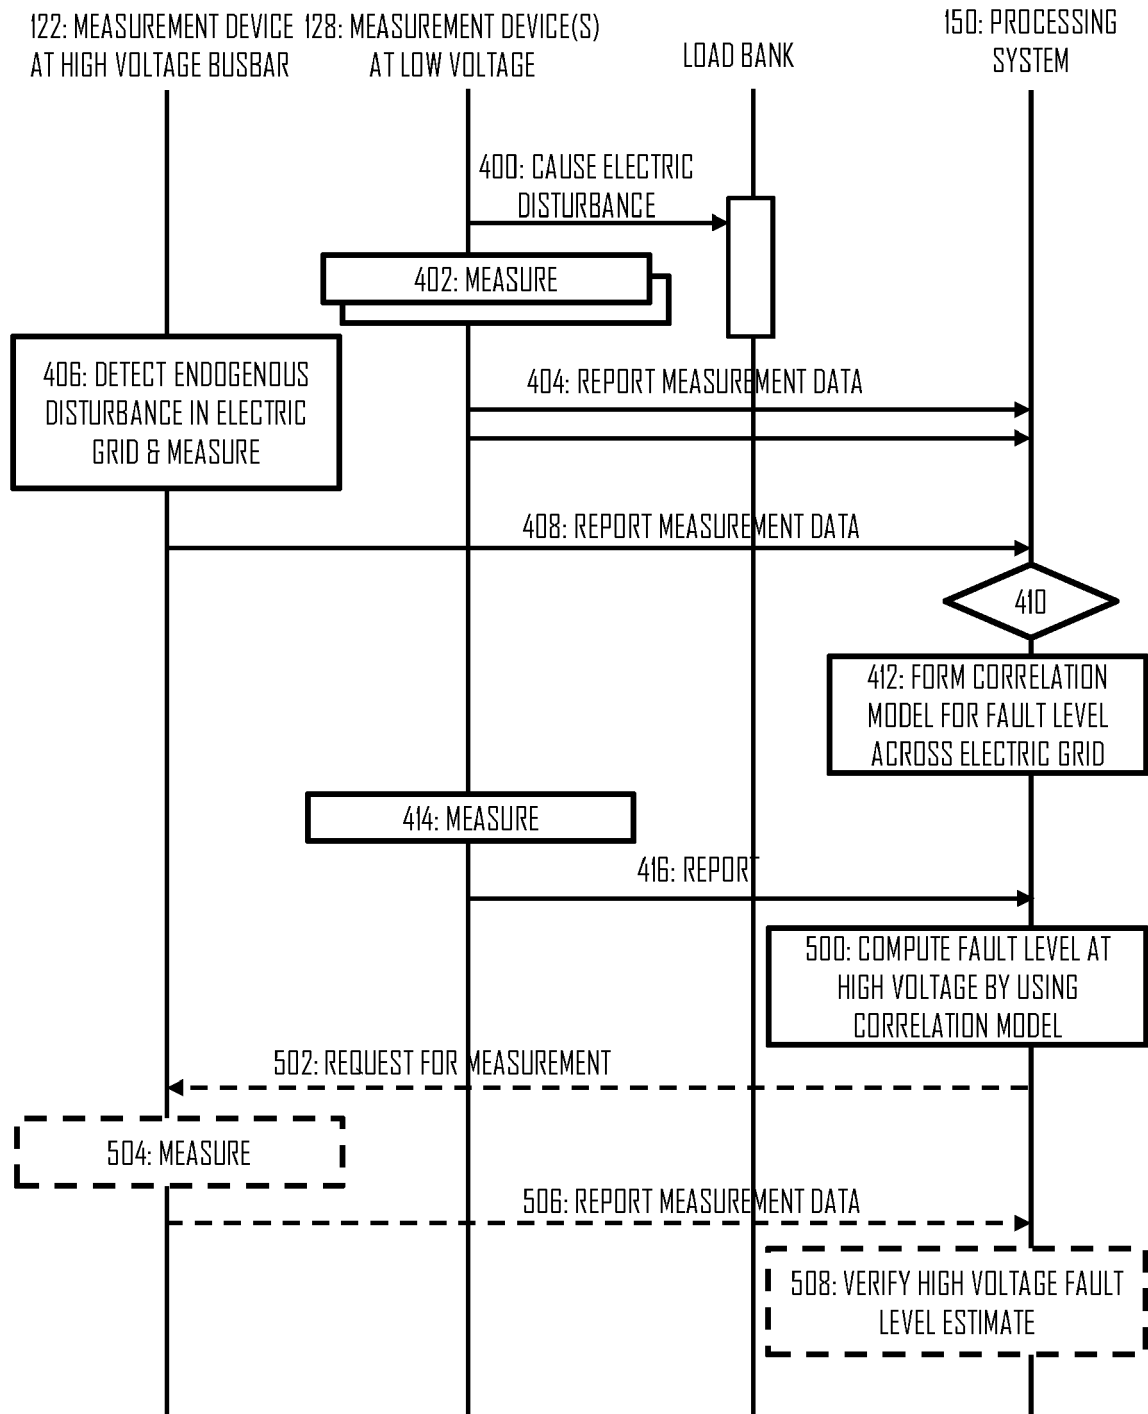 122: MEASUREMENT DEVICE
AT HIGH VOLTAGE BUSBAR
128: MEASUREMENT DEVICE(S)
AT LOW VOLTAGE
LOAD BANK
150: PROCESSING
SYSTEM
400: CAUSE ELECTRIC
DISTURBANCE
402: MEASURE
406: DETECT ENDOGENOUS
DISTURBANCE IN ELECTRIC
GRID & MEASURE
404: REPORT MEASUREMENT DATA
408: REPORT MEASUREMENT DATA
410
412: FORM CORRELATION
MODEL FOR FAULT LEVEL
ACROSS ELECTRIC GRID
414: MEASURE
416: REPORT
500: COMPUTE FAULT LEVEL AT
HIGH VOLTAGE BY USING
CORRELATION MODEL
502: REQUEST FOR MEASUREMENT
504: MEASURE
506: REPORT MEASUREMENT DATA
508: VERIFY HIGH VOLTAGE FAULT
LEVEL ESTIMATE